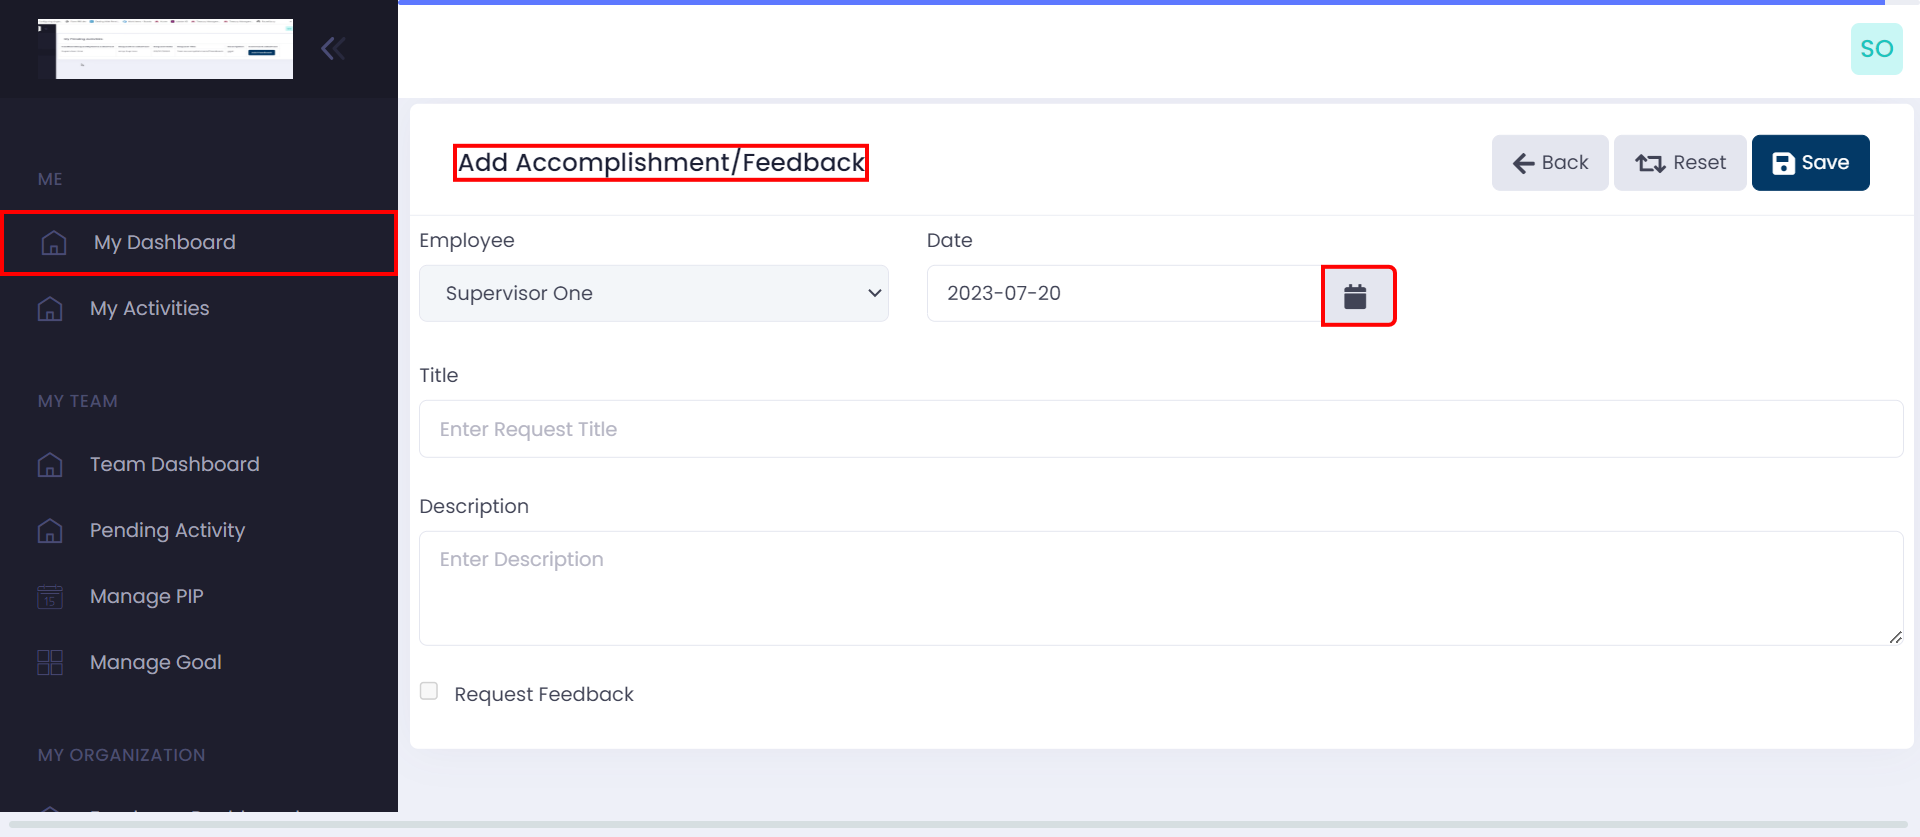 SO
ME
My Dashboard
My Activities
MY TEAM
Team Dashboard
Pending Activity
15
Manage PIP
Manage Goal
MY ORGANIZATION
Add Accomplishment/Feedback
Back
Reset
Save
Employee
Date
Supervisor One
2023-07-20
Title
Enter Request Title
Description
Enter Description
Request Feedback